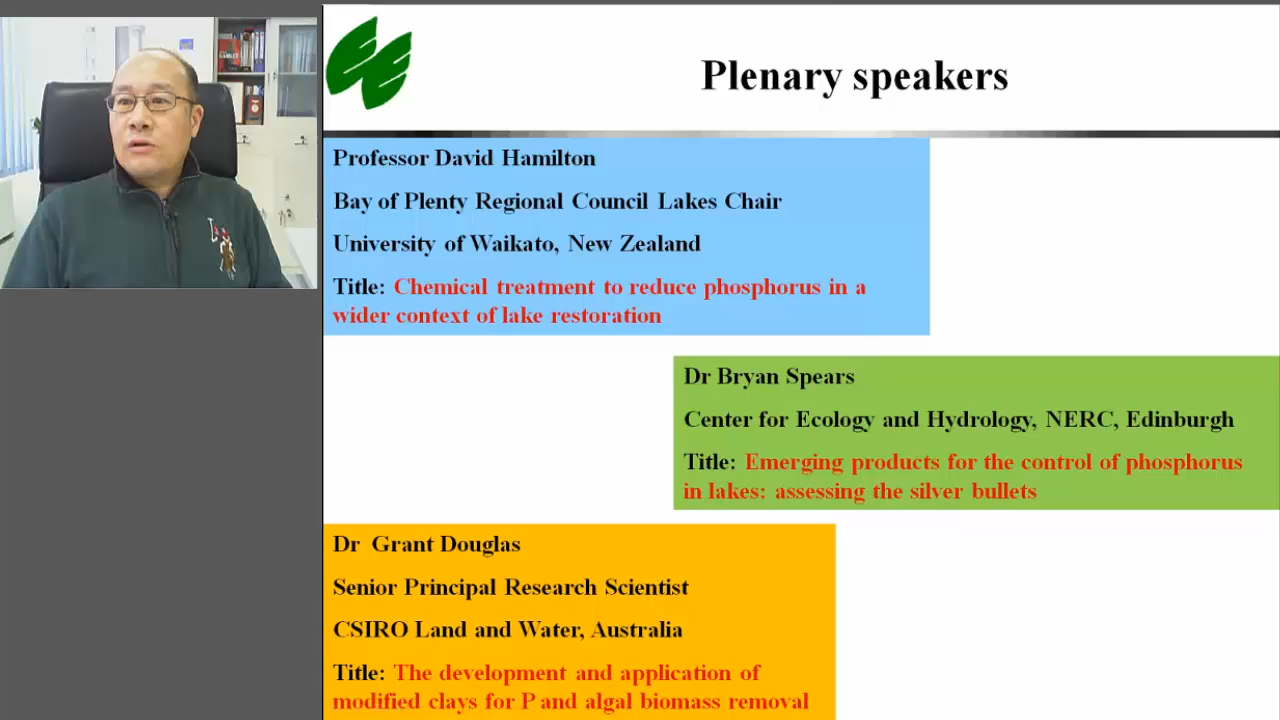 Plenary speakers
Professor David Hamilton
Bay of Plenty Regional Council Lakes Chair
University of Waikato, New Zealand
Title: Chemical treatment to reduce phosphorus in a
wider context of lake restoration
Dr Bryan Spears
Center for Ecology and Hydrology, NERC, Edinburgh
Title: Emerging products for the control of phosphorus
in lakes: assessing the silver bullets
Dr Grant Douglas
Senior Principal Research Scientist
CSIRO Land and Water, Australia
Title: The development and application of
modified clays for P and algal biomass removal